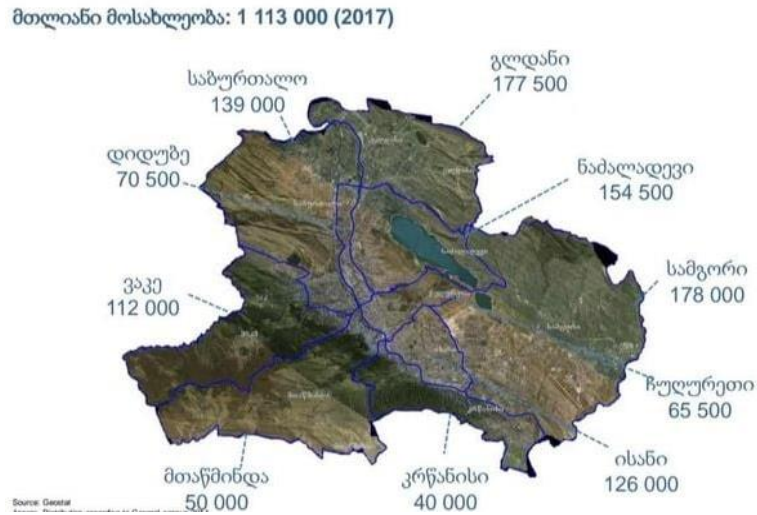 მთლიანი მოსახლეობა: 1 113 000 (2017)
გლდანი
177 500
საბურთალო
139 000
დიდუბე
70 500
ნაძალადევი
154 500
ვაკე
112 000
სამგორი
178 000
ჩუღურეთი
65 500
ისანი
126 000
მთაწმინდა
50 000
კრწანისი
40 000
Source: Geostat